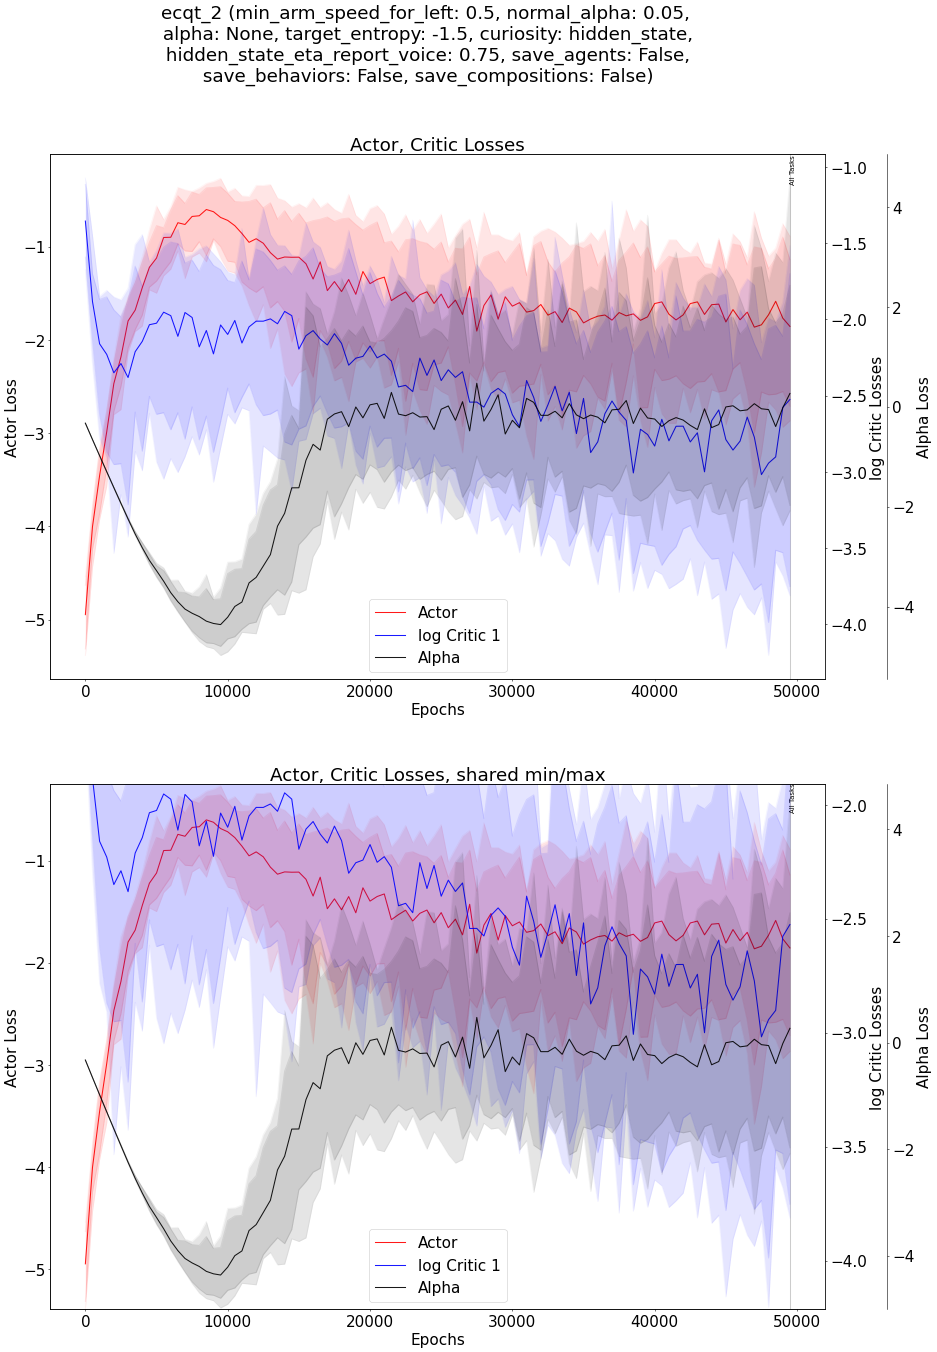 ecqt_2 (min_arm_speed_for_left: 0.5, normal_alpha: 0.05,
alpha: None, target_entropy: -1.5, curiosity: hidden_state,
hidden_state_eta_report_voice: 0.75, save_agents: False,
save_behaviors: False, save_compositions: False)
Actor, Critic Losses
All Tasks
Actor Loss
−1
−2
−3
−4
−5
−1.0
−1.5
−2.0
−2.5
−3.0
−3.5
−4.0
log Critic Losses
4
2
0
−2
−4
Alpha Loss
Actor
log Critic 1
Alpha
0 10000 20000 30000 40000 50000
Epochs
Actor, Critic Losses, shared min/max
All Tasks
Actor Loss
−1
−2
−3
−4
−5
−2.0
−2.5
−3.0
−3.5
−4.0
log Critic Losses
4
2
0
−2
−4
Alpha Loss
Actor
log Critic 1
Alpha
0 10000 20000 30000 40000 50000
Epochs